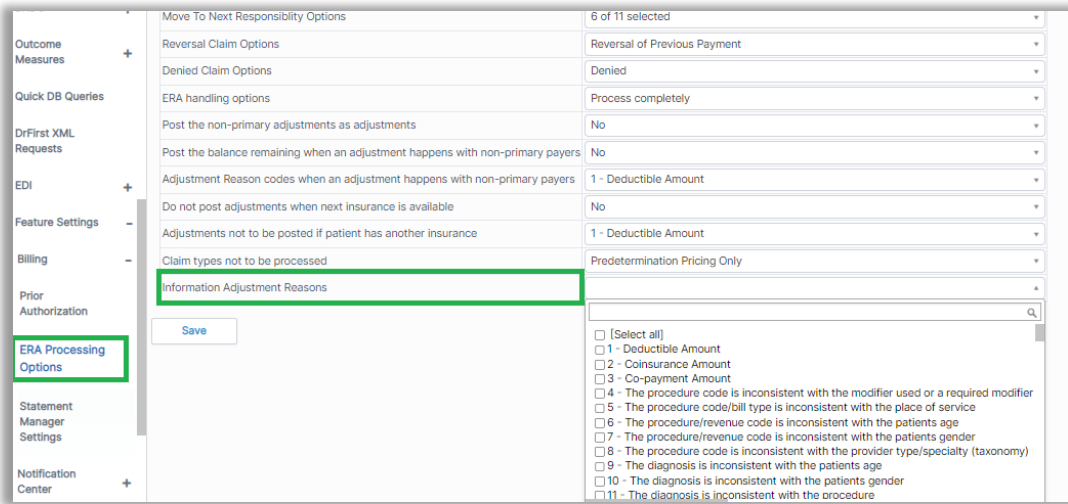 Move To Next Responsiblity Options
6 of 11 selected
Outcome
Measures
+
Reversal Claim Options
Reversal of Previous Payment
Denied Claim Options
Denied
Quick DB Queries
ERA handling options
Process completely
DrFirst XML
Requests
Post the non-primary adjustments as adjustments
No
Post the balance remaining when an adjustment happens with non-primary payers
No
EDI
+
Adjustment Reason codes when an adjustment happens with non-primary payers
1 - Deductible Amount
Do not post adjustments when next insurance is available
No
Feature Settings
-
Adjustments not to be posted if patient has another insurance
1 - Deductible Amount
Billing
-
Claim types not to be processed
Predetermination Pricing Only
Information Adjustment Reasons
Prior
Authorization
Save
ERA Processing
Options
Statement
Manager
Settings
Notification
Center
+
[Select all]
1 - Deductible Amount
2 - Coinsurance Amount
3 - Co-payment Amount
4 - The procedure code is inconsistent with the modifier used or a required modifier
5 - The procedure code/bill type is inconsistent with the place of service
6 - The procedure/revenue code is inconsistent with the patients age
7 - The procedure/revenue code is inconsistent with the patients gender
8 - The procedure code is inconsistent with the provider type/specialty (taxonomy)
9 - The diagnosis is inconsistent with the patients age
10 - The diagnosis is inconsistent with the patients gender
11 - The diagnosis is inconsistent with the procedure